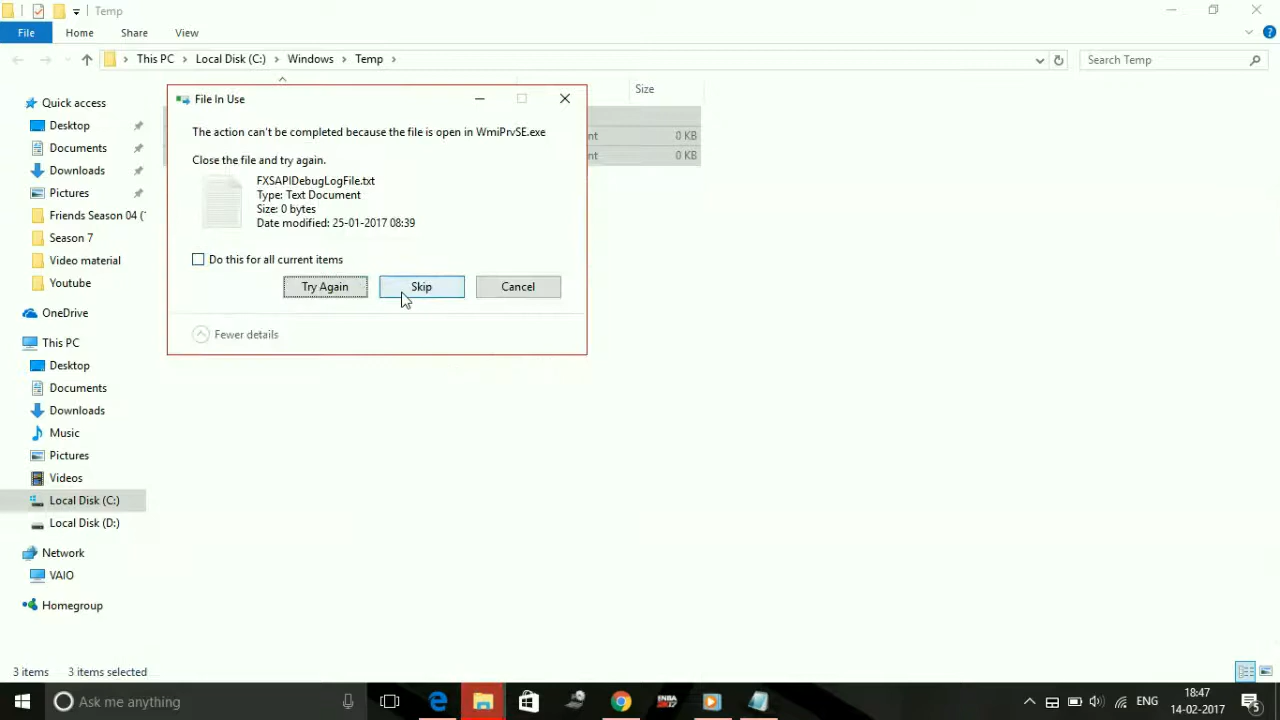 Temp
File
Home
Share
View
This PC
Local Disk (C:)
Windows
Temp
Search Temp
Size
nt
0 KB
nt
0 KB
File In Use
The action can't be completed because the file is open in WmiPrvSE.exe
Close the file and try again.
FXSAPIDebugLogFile.txt
Type: Text Document
Size: 0 bytes
Date modified: 25-01-2017 08:39
Do this for all current items
Try Again
Skip
Cancel
Fewer details
Quick access
Desktop
Documents
Downloads
Pictures
Friends Season 04 (
Season 7
Video material
Youtube
OneDrive
This PC
Desktop
Documents
Downloads
Music
Pictures
Videos
Local Disk (C:)
Local Disk (D:)
Network
VAIO
Homegroup
3 items
3 items selected
Ask me anything
ENG
18:47
14-02-2017
5